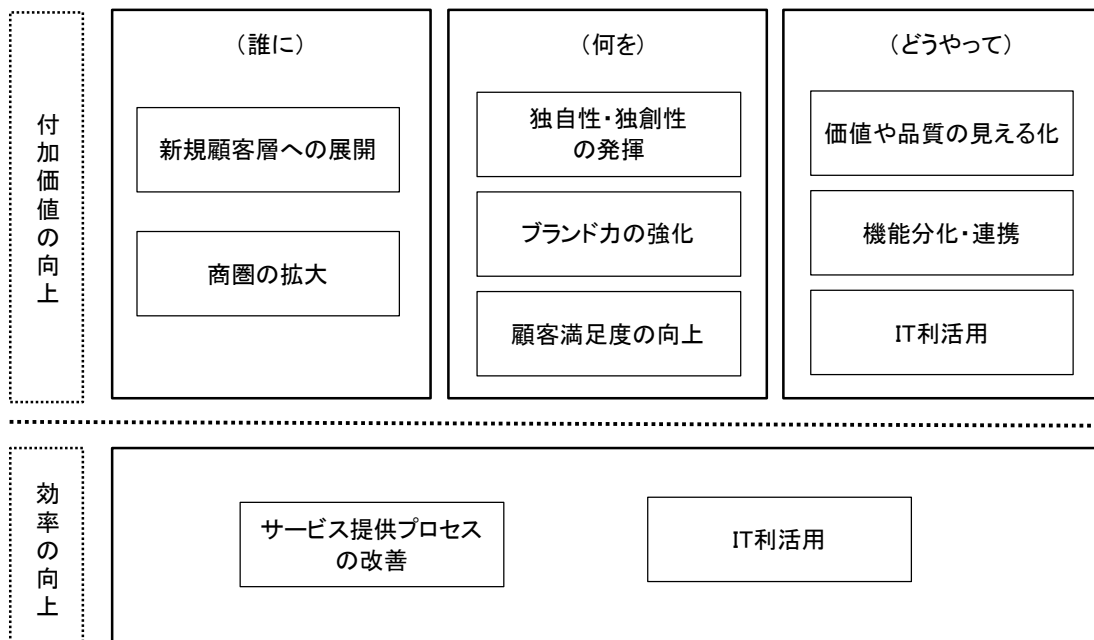 付加価値の向上
(誰に)
新規顧客層への展開
商圏の拡大
(何を)
独自性・独創性
の発揮
ブランド力の強化
顧客満足度の向上
(どうやって)
価値や品質の見える化
機能分化・連携
IT利活用
効率の向上
サービス提供プロセス
の改善
IT利活用